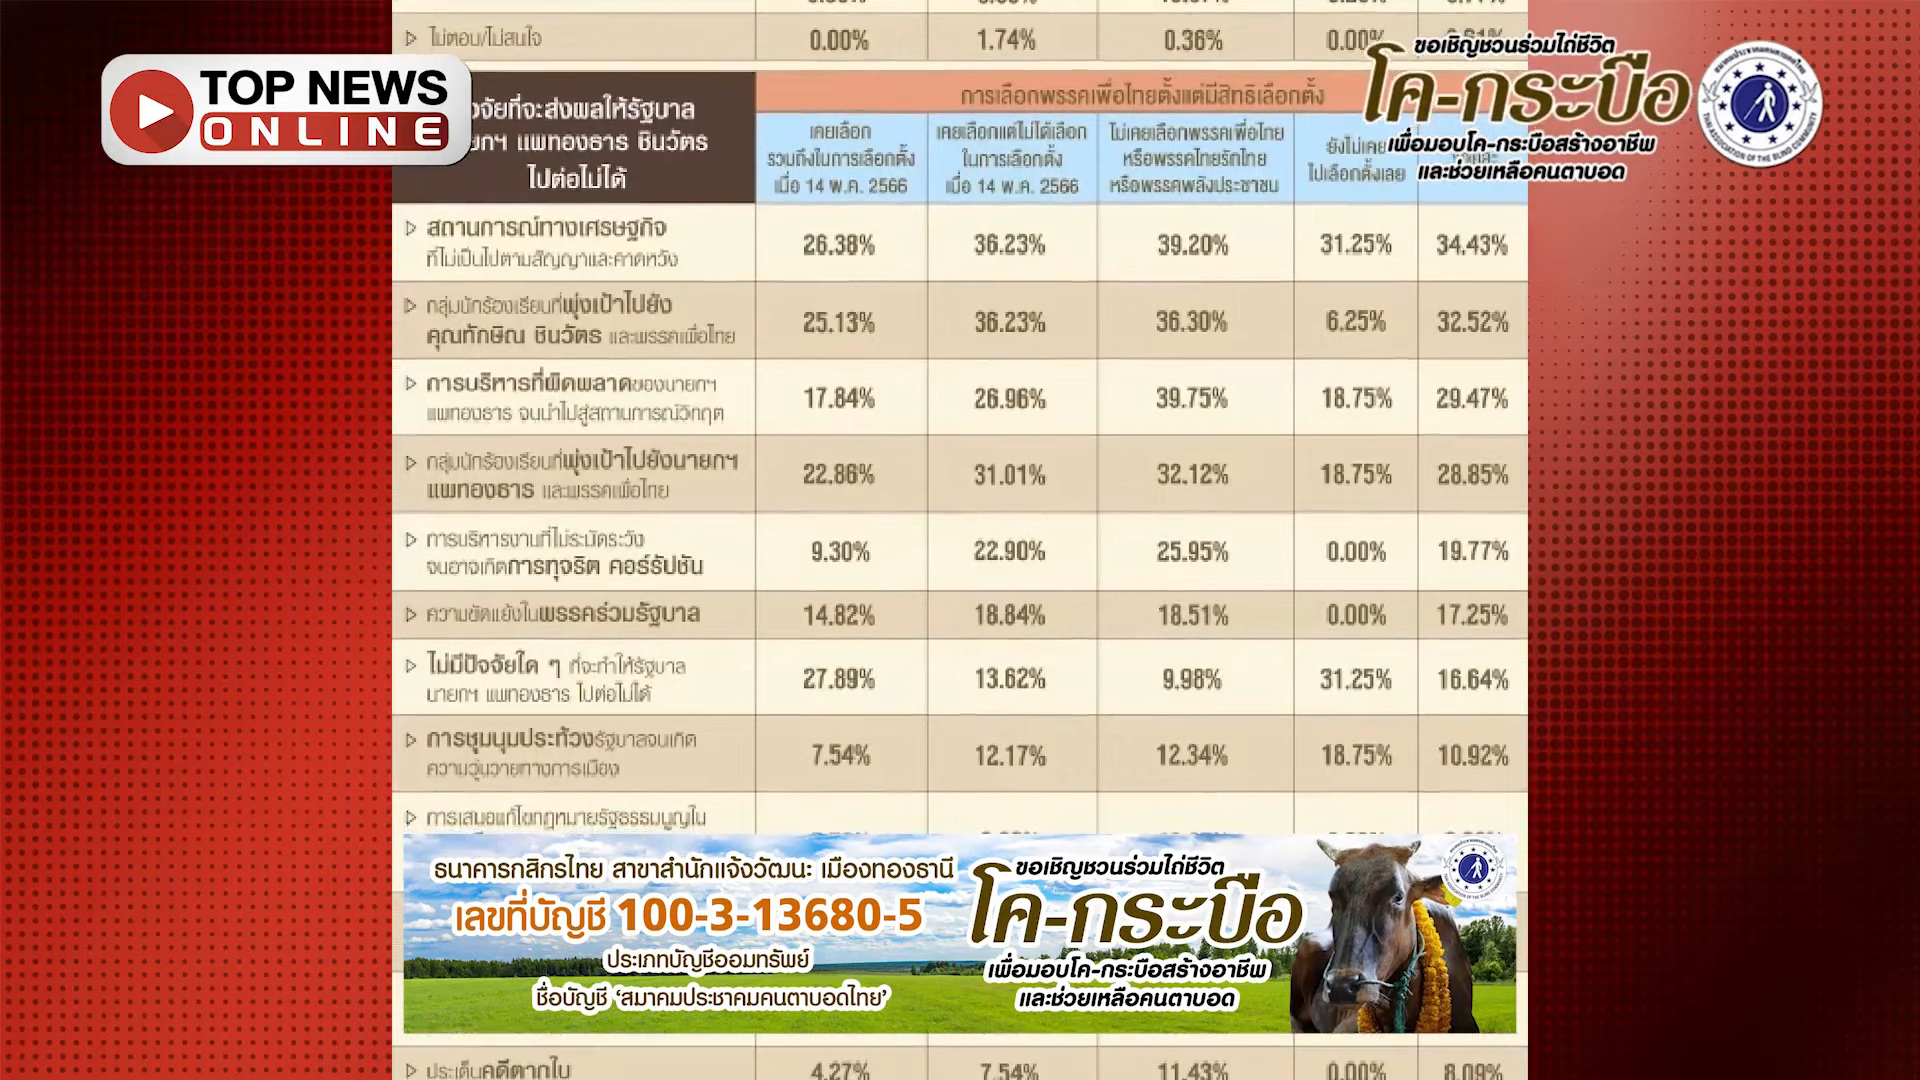 ▷ ไม่ตอบ/ไม่สนใจ 0.00% 1.74% 0.36% 0.00%
TOP NEWS
ONLINE
จจัยที่จะส่งผลให้รัฐบาล
ยกฯ แพทองธาร ชินวัตร
ไปต่อไม่ได้
การเลือกพรรคเพื่อไทยตั้งแต่มีสิทธิเลือกตั้ง
เคยเลือก
รวมถึงในการเลือกตั้ง
เมื่อ 14 พ.ค. 2566
เคยเลือกแต่ไม่ได้เลือก
ในการเลือกตั้ง
เมื่อ 14 พ.ค. 2566
ไม่เคยเลือกพรรคเพื่อไทย
หรือพรรคไทยรักไทย
หรือพรรคพลังประชาชน
ยังไม่เคย
ไปเลือกตั้งเลย
ขอเชิญชวนร่วมไถ่ชีวิต
โค-กระบือ
เพื่อมอบโค-กระบือสร้างอาชีพ
และช่วยเหลือคนตาบอด
สมาคมประชาคมคนตาบอดไทย
THAI ASSOCIATION OF THE BLIND COMMUNITY
▷ สถานการณ์ทางเศรษฐกิจ
ที่ไม่เป็นไปตามสัญญาและคาดหวัง
26.38% 36.23% 39.20% 31.25% 34.43%
▷ กลุ่มนักร้องเรียนที่พุ่งเป้าไปยัง
คุณทักษิณ ชินวัตร และพรรคเพื่อไทย
25.13% 36.23% 36.30% 6.25% 32.52%
▷ การบริหารที่ผิดพลาดของนายกฯ
แพทองธาร จนนำไปสู่สถานการณ์วิกฤต
17.84% 26.96% 39.75% 18.75% 29.47%
▷ กลุ่มนักร้องเรียนที่พุ่งเป้าไปยังนายกฯ
แพทองธาร และพรรคเพื่อไทย
22.86% 31.01% 32.12% 18.75% 28.85%
▷ การบริหารงานที่ไม่ระมัดระวัง
จนอาจเกิดการทุจริต คอร์รัปชัน
9.30% 22.90% 25.95% 0.00% 19.77%
▷ ความขัดแย้งในพรรคร่วมรัฐบาล 14.82% 18.84% 18.51% 0.00% 17.25%
▷ ไม่มีปัจจัยใด ๆ ที่จะทำให้รัฐบาล
นายกฯ แพทองธาร ไปต่อไม่ได้
27.89% 13.62% 9.98% 31.25% 16.64%
▷ การชุมนุมประท้วงรัฐบาลจนเกิด
ความวุ่นวายทางการเมือง
7.54% 12.17% 12.34% 18.75% 10.92%
▷ การเสนอแก้ไขกฎหมายรัฐธรรมนูญใน
ธนาคารกสิกรไทย สาขาสำนักแจ้งวัฒนะ เมืองทองธานี
เลขที่บัญชี 100-3-13680-5
ประเภทบัญชีออมทรัพย์
ชื่อบัญชี ‘สมาคมประชาคมคนตาบอดไทย’
ขอเชิญชวนร่วมไถ่ชีวิต
โค-กระบือ
เพื่อมอบโค-กระบือสร้างอาชีพ
และช่วยเหลือคนตาบอด
▷ ประเด็นคดีตากใบ 4.27% 7.54% 11.43% 0.00% 8.09%